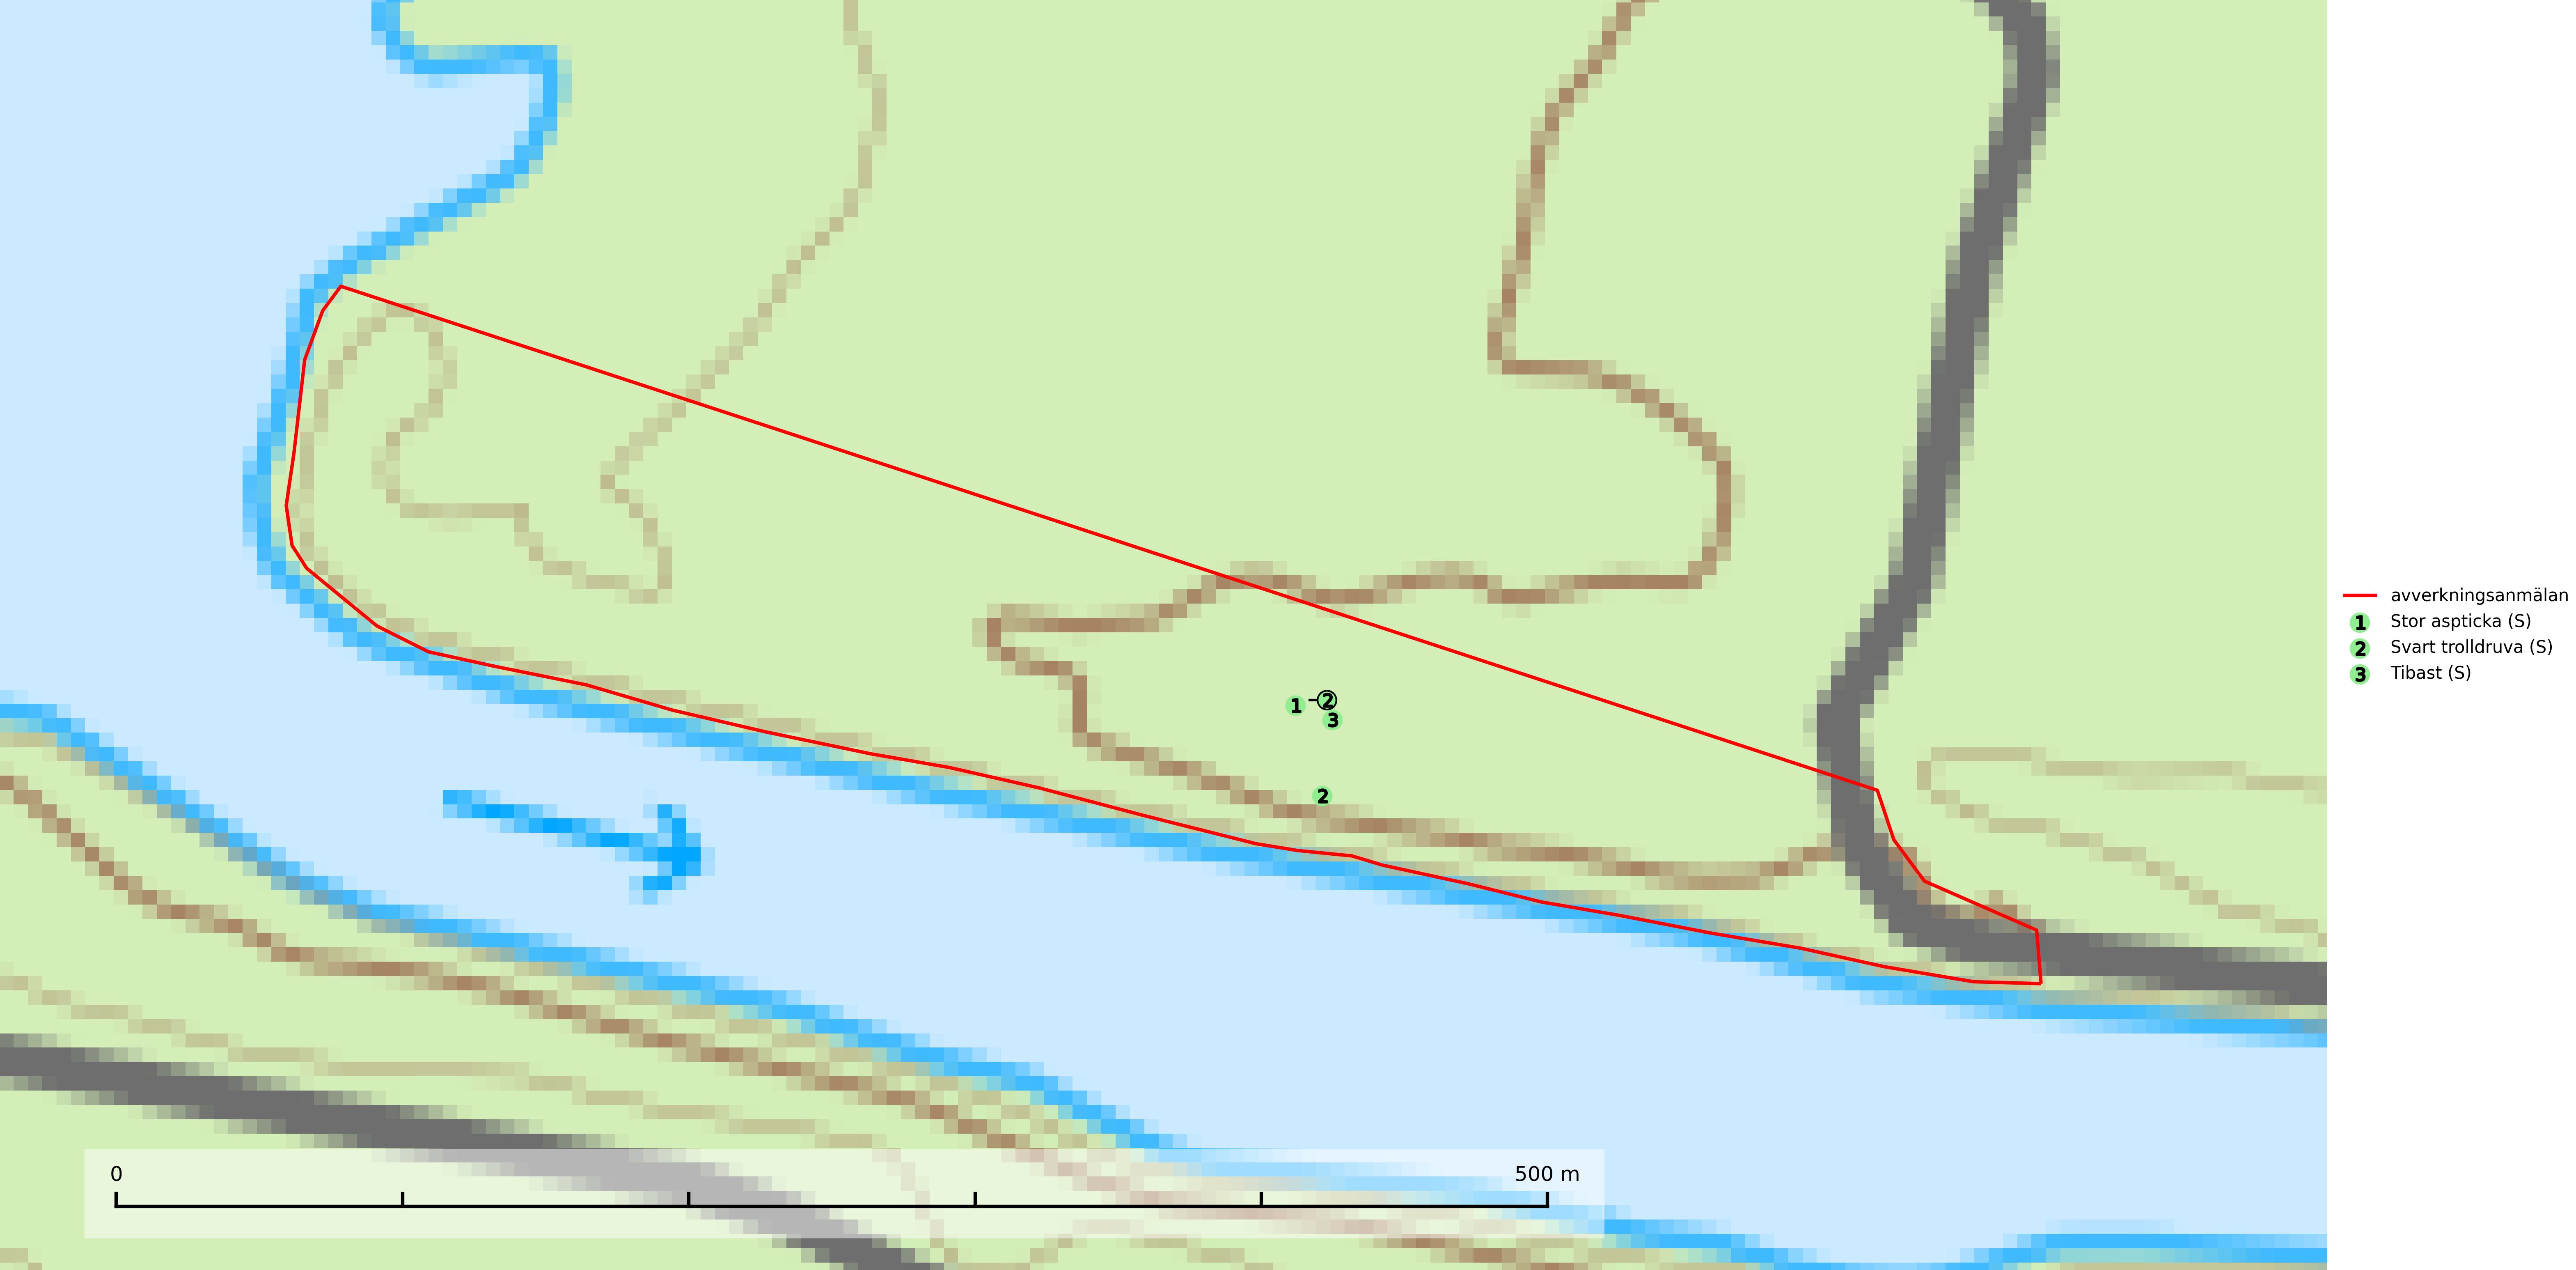 avverkningsanmälan
1 Stor aspticka (S)
2 Svart trolldruva (S)
3 Tibast (S)
1 2
3
2
0 500 m